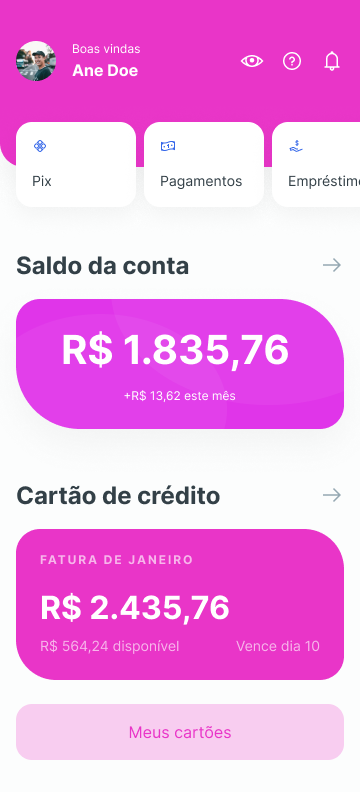 Boas vindas
Ane Doe
Pix
Pagamentos
Saldo da conta
R$ 1.835,76
+R$ 13,62 este mês
Cartão de crédito
FATURA DE JANEIRO
R$ 2.435,76
R$ 564,24 disponível
Vence dia 10
Meus cartões